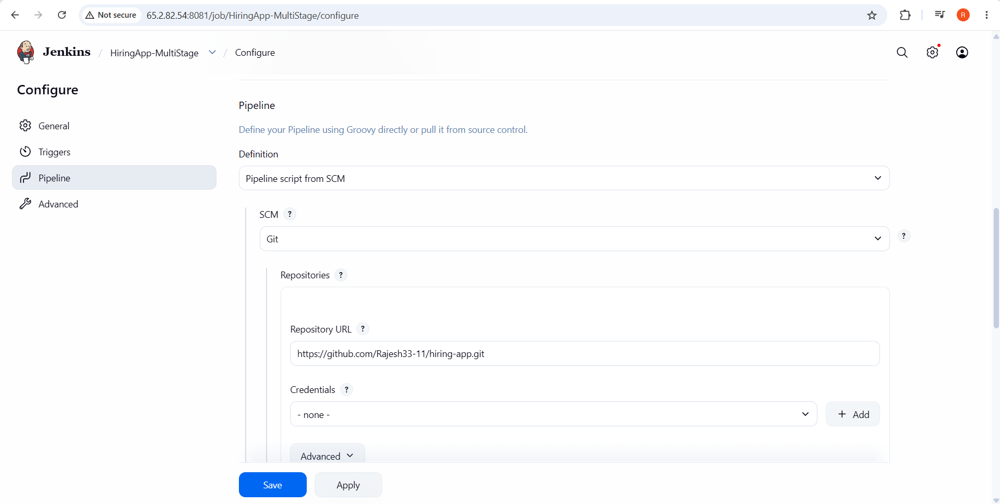 Not secure 65.2.82.54:8081/job/HiringApp-MultiStage/configure R
Jenkins / HiringApp-MultiStage / Configure
Configure
General
Triggers
Pipeline
Advanced
Pipeline
Define your Pipeline using Groovy directly or pull it from source control.
Definition
Pipeline script from SCM
SCM ?
Git
?
Repositories ?
Repository URL ?
https://github.com/Rajesh33-11/hiring-app.git
Credentials ?
- none -
+ Add
Advanced
Save Apply